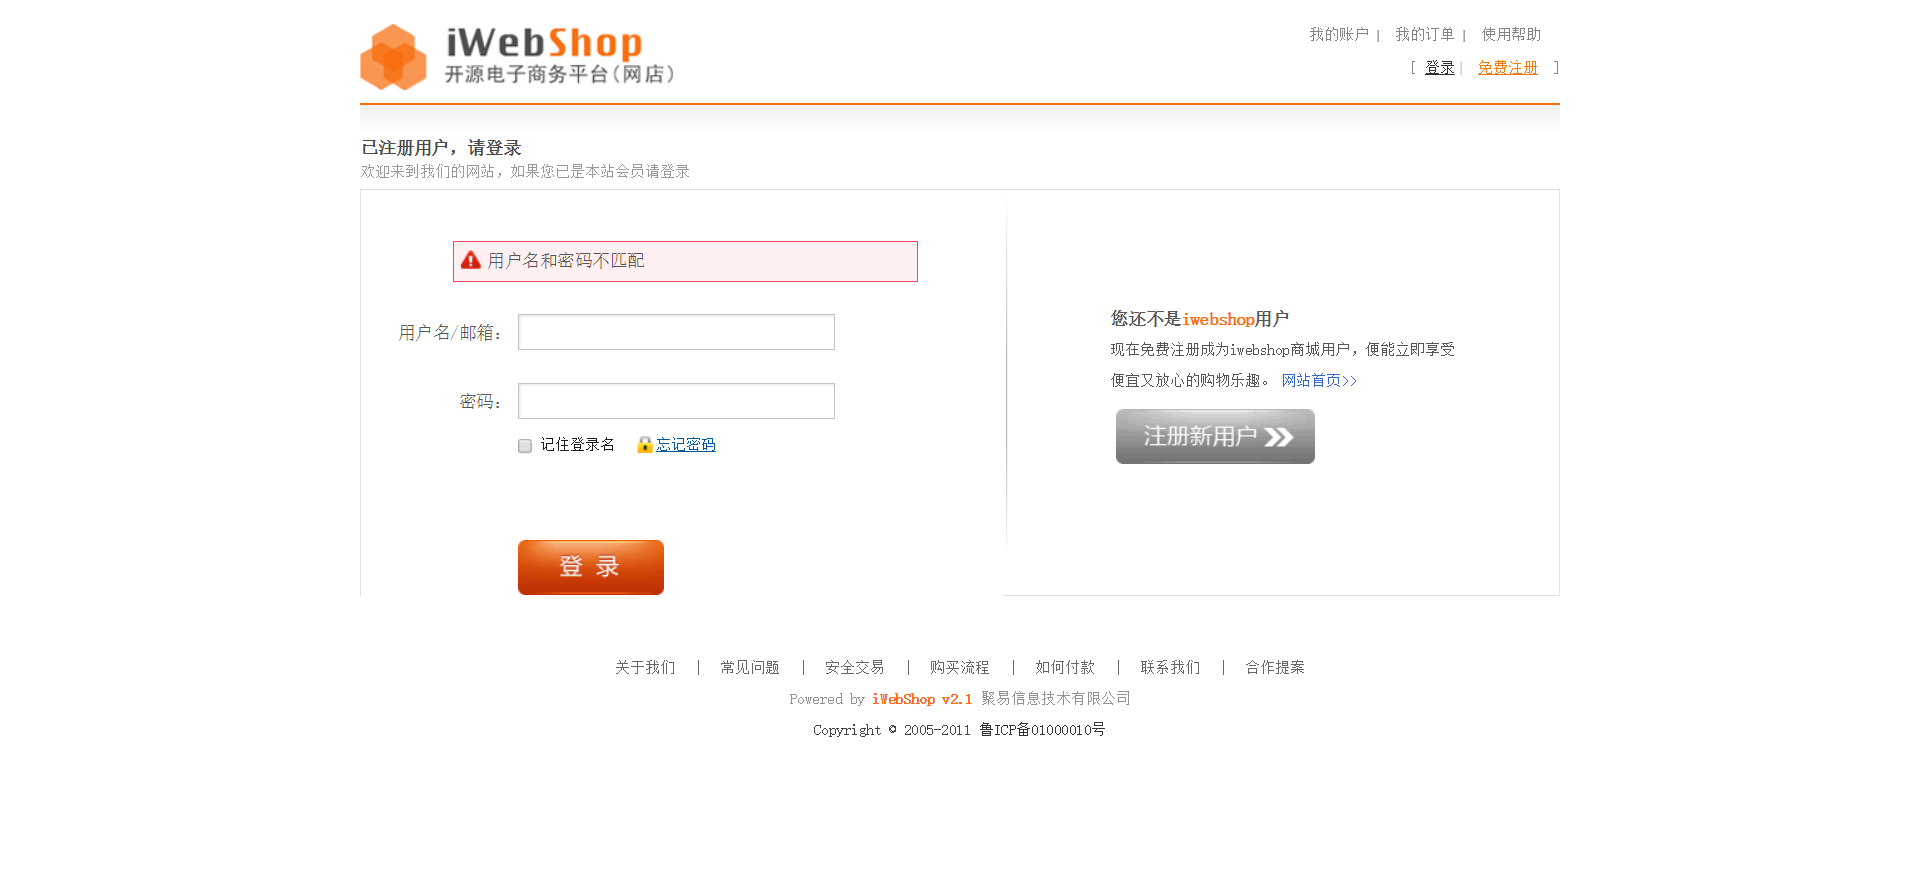 iWebShop
开源电子商务平台(网店)
我的账户 | 我的订单 | 使用帮助
[ 登录 | 免费注册 ]
已注册用户，请登录
欢迎来到我们的网站，如果您已是本站会员请登录
用户名和密码不匹配
用户名/邮箱：
密码：
记住登录名 忘记密码
登 录
您还不是iwebshop用户
现在免费注册成为iwebshop商城用户，便能立即享受
便宜又放心的购物乐趣。 网站首页>>
注册新用户
关于我们 | 常见问题 | 安全交易 | 购买流程 | 如何付款 | 联系我们 | 合作提案
Powered by iWebShop v2.1 聚易信息技术有限公司
Copyright © 2005-2011 鲁ICP备01000010号